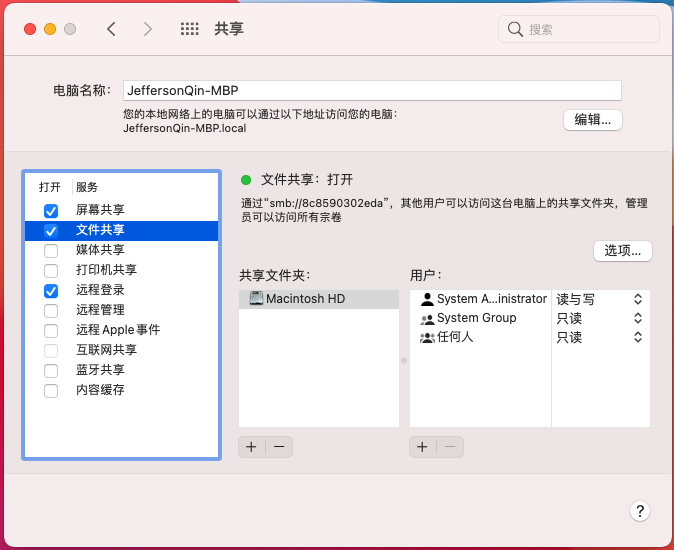 共享
搜索
电脑名称：
JeffersonQin-MBP
您的本地网络上的电脑可以通过以下地址访问您的电脑：
JeffersonQin-MBP.local
编辑...
打开 服务
屏幕共享
文件共享
媒体共享
打印机共享
远程登录
远程管理
远程 Apple 事件
互联网共享
蓝牙共享
内容缓存
文件共享：打开
通过“smb://8c8590302eda”，其他用户可以访问这台电脑上的共享文件夹，管理
员可以访问所有宗卷
选项...
共享文件夹：
Macintosh HD
用户：
System A...inistrator 读与写
System Group 只读
任何人 只读
+ −
+ −
?